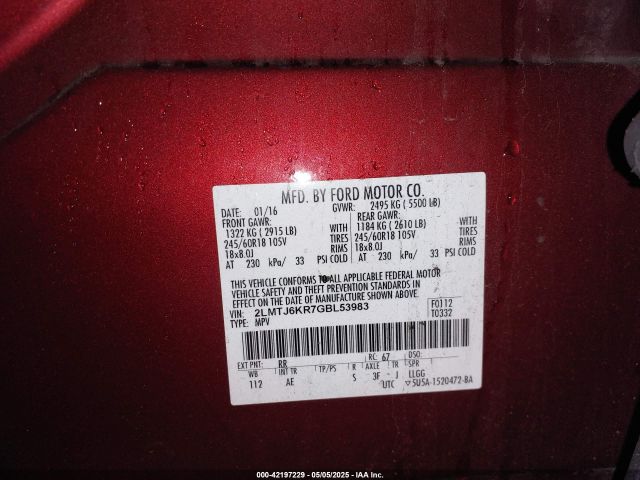 MFD. BY FORD MOTOR CO.
DATE: 01/16 GVWR: 2495 KG ( 5500 LB)
FRONT GAWR: REAR GAWR:
1322 KG ( 2915 LB) WITH 1184 KG ( 2610 LB) WITH
245/60R18 105V TIRES 245/60R18 105V TIRES
18x8.0J RIMS 18x8.0J RIMS
AT 230 kPa/ 33 PSI COLD AT 230 kPa/ 33 PSI COLD
THIS VEHICLE CONFORMS TO ALL APPLICABLE FEDERAL MOTOR
VEHICLE SAFETY AND THEFT PREVENTION STANDARDS IN
EFFECT ON THE DATE OF MANUFACTURE SHOWN ABOVE.
VIN: 2LMTJ6KR7GBL53983 F0112
TYPE: MPV T0332
EXT PNT: RR RC: 67 DSO:
WB INT TR TP/PS R AXLE TR SPR
112 AE S 3F J LLGG
UTC ▽5U5A-1520472-BA
000-42197229 - 05/05/2025 - IAA Inc.